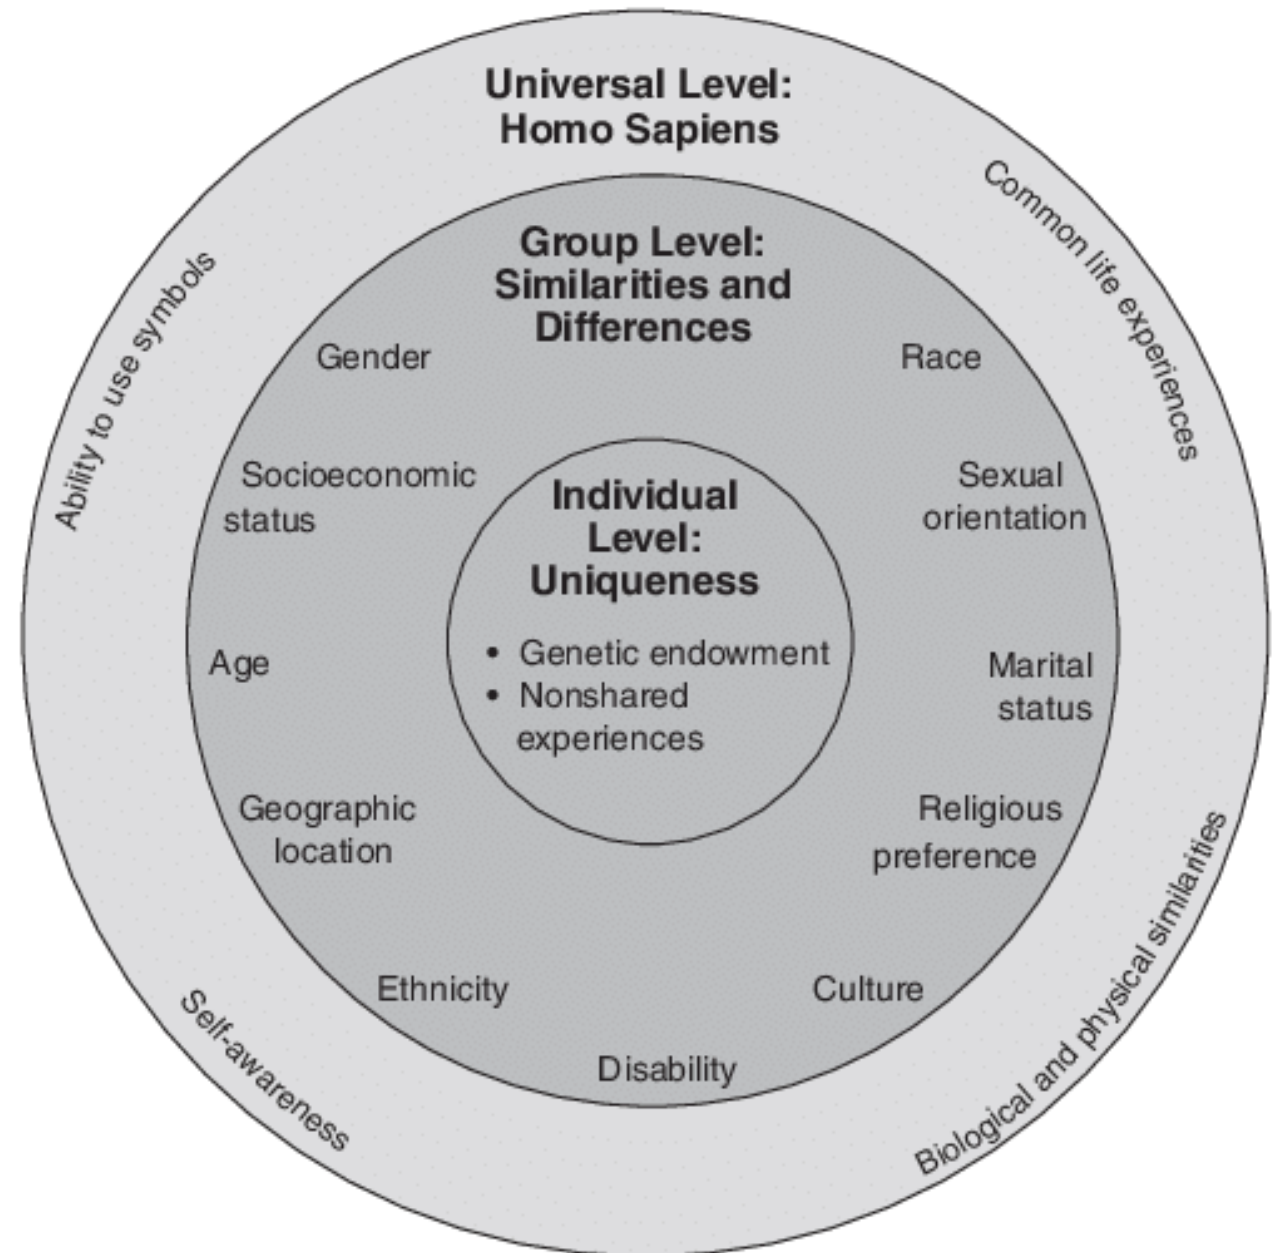 Universal Level:
Homo Sapiens
Common life experiences
Ability to use symbols
Group Level:
Similarities and
Differences
Gender
Race
Socioeconomic
status
Sexual
orientation
Individual
Level:
Uniqueness
• Genetic endowment
• Nonshared
experiences
Age
Marital
status
Geographic
location
Religious
preference
Ethnicity
Culture
Disability
Self-awareness
Biological and physical similarities